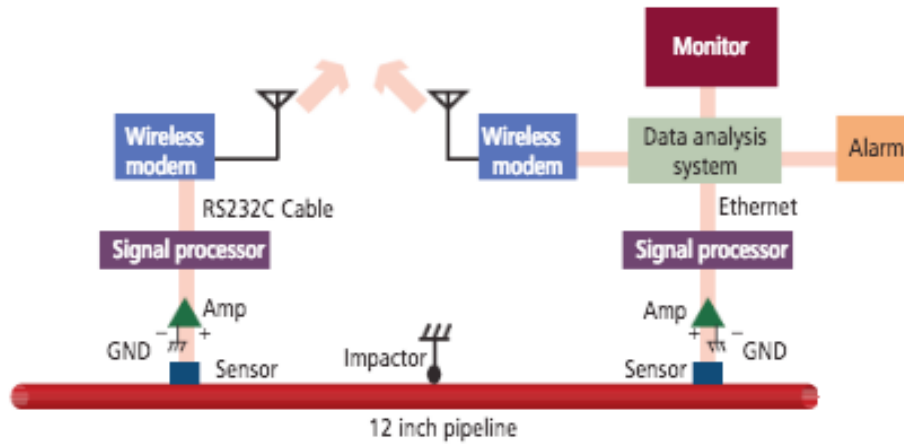 Monitor
Wireless
modem
Wireless
modem
Data analysis
system
Alarm
RS232C Cable
Ethernet
Signal processor
Signal processor
Amp
Amp
− +
+ −
GND
GND
Sensor
Impactor
Sensor
12 inch pipeline